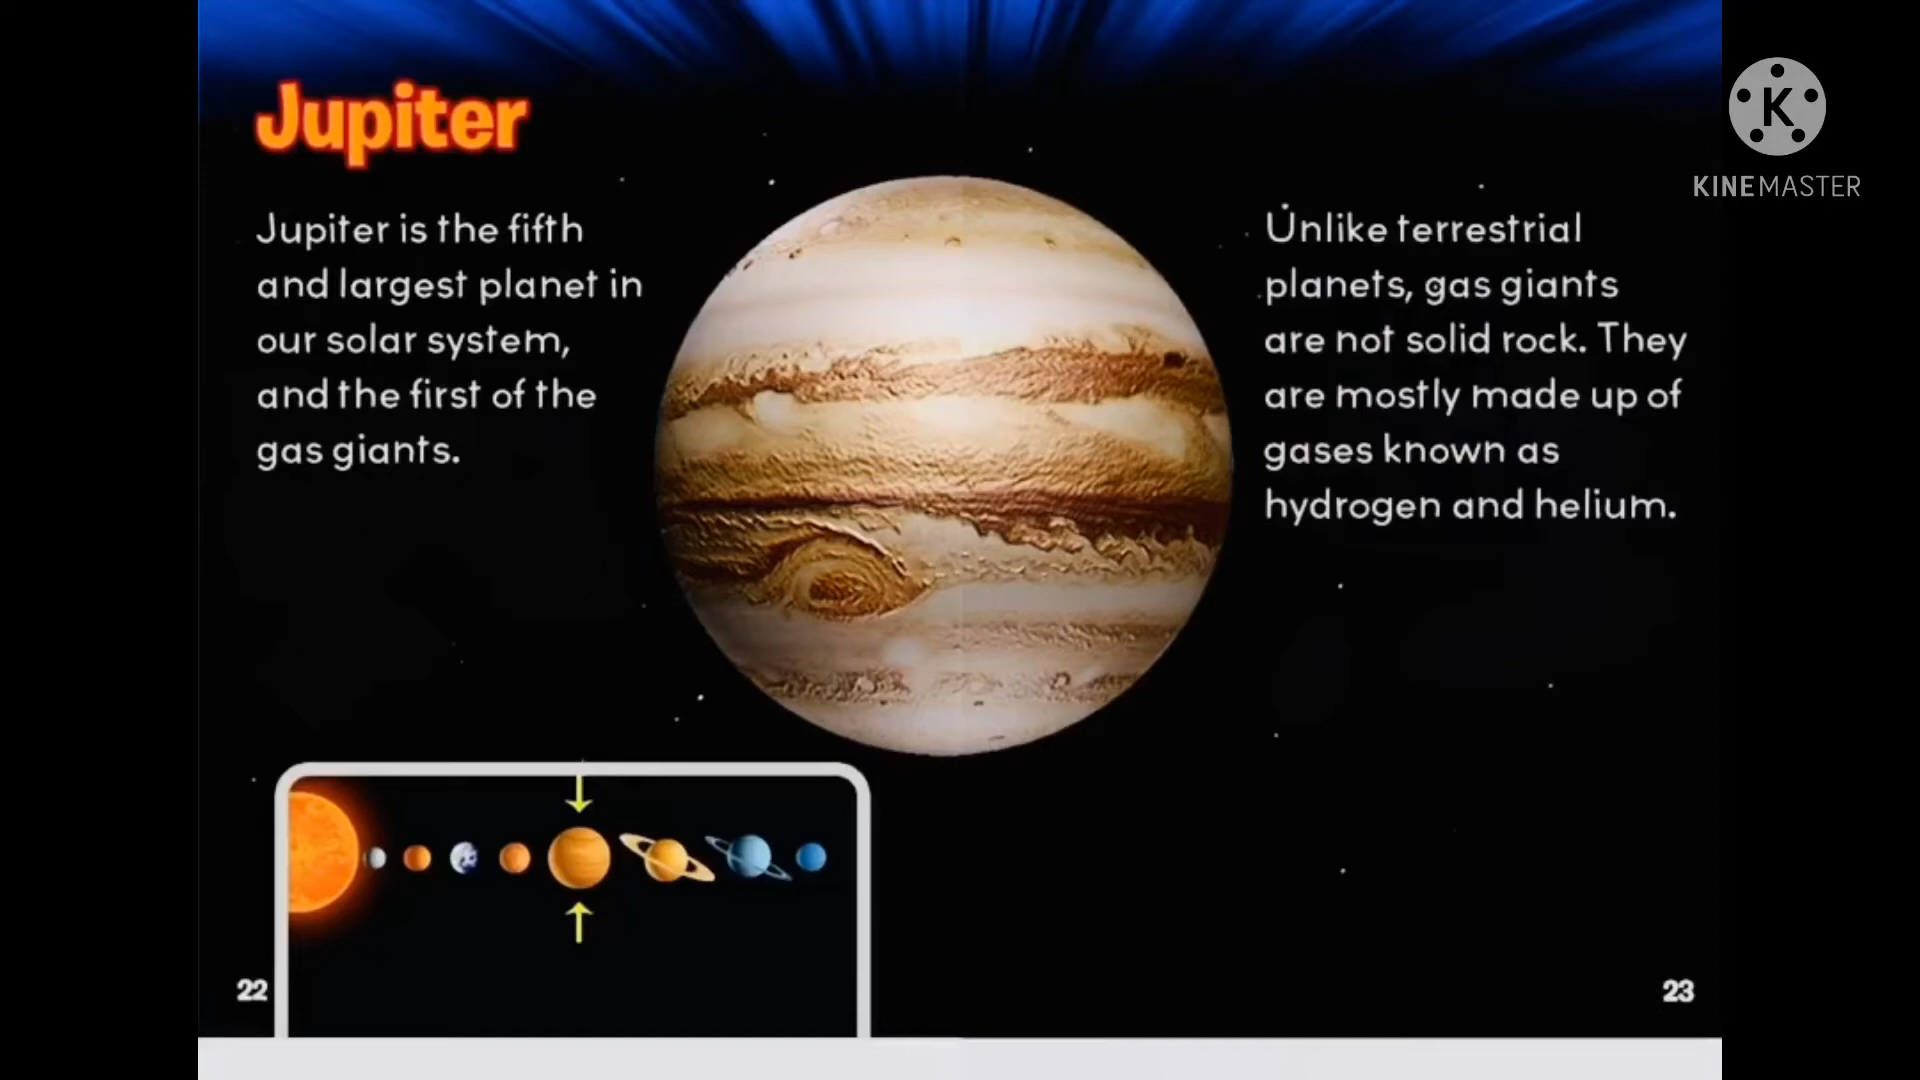 Jupiter
Jupiter is the fifth
and largest planet in
our solar system,
and the first of the
gas giants.
Unlike terrestrial
planets, gas giants
are not solid rock. They
are mostly made up of
gases known as
hydrogen and helium.
22
23
K
KINEMASTER